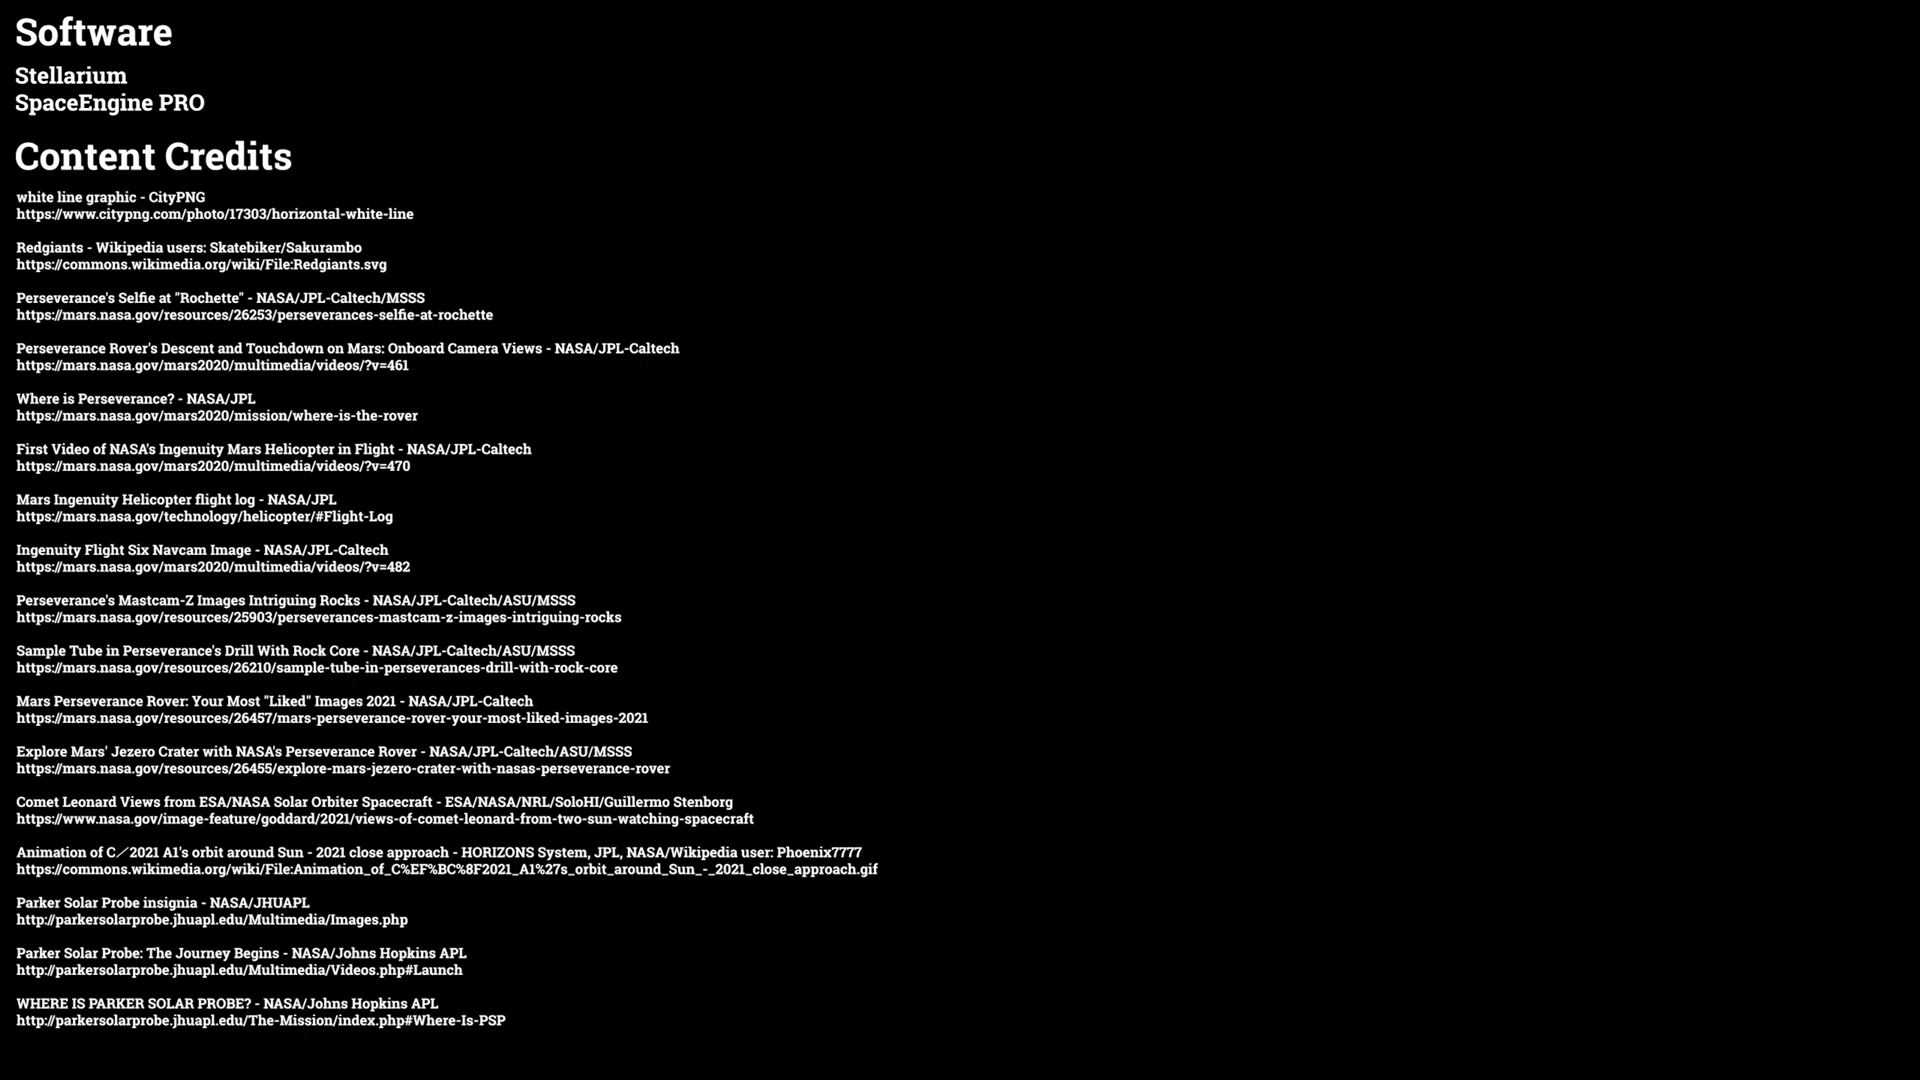 Software
Stellarium
SpaceEngine PRO
Content Credits
white line graphic - CityPNG
https://www.citypng.com/photo/17303/horizontal-white-line
Redgiants - Wikipedia users: Skatebiker/Sakurambo
https://commons.wikimedia.org/wiki/File:Redgiants.svg
Perseverance's Selfie at "Rochette" - NASA/JPL-Caltech/MSSS
https://mars.nasa.gov/resources/26253/perseverances-selfie-at-rochette
Perseverance Rover's Descent and Touchdown on Mars: Onboard Camera Views - NASA/JPL-Caltech
https://mars.nasa.gov/mars2020/multimedia/videos/?v=461
Where is Perseverance? - NASA/JPL
https://mars.nasa.gov/mars2020/mission/where-is-the-rover
First Video of NASA's Ingenuity Mars Helicopter in Flight - NASA/JPL-Caltech
https://mars.nasa.gov/mars2020/multimedia/videos/?v=470
Mars Ingenuity Helicopter flight log - NASA/JPL
https://mars.nasa.gov/technology/helicopter/#Flight-Log
Ingenuity Flight Six Navcam Image - NASA/JPL-Caltech
https://mars.nasa.gov/mars2020/multimedia/videos/?v=482
Perseverance's Mastcam-Z Images Intriguing Rocks - NASA/JPL-Caltech/ASU/MSSS
https://mars.nasa.gov/resources/25903/perseverances-mastcam-z-images-intriguing-rocks
Sample Tube in Perseverance's Drill With Rock Core - NASA/JPL-Caltech/ASU/MSSS
https://mars.nasa.gov/resources/26210/sample-tube-in-perseverances-drill-with-rock-core
Mars Perseverance Rover: Your Most "Liked" Images 2021 - NASA/JPL-Caltech
https://mars.nasa.gov/resources/26457/mars-perseverance-rover-your-most-liked-images-2021
Explore Mars' Jezero Crater with NASA's Perseverance Rover - NASA/JPL-Caltech/ASU/MSSS
https://mars.nasa.gov/resources/26455/explore-mars-jezero-crater-with-nasas-perseverance-rover
Comet Leonard Views from ESA/NASA Solar Orbiter Spacecraft - ESA/NASA/NRL/SoloHI/Guillermo Stenborg
https://www.nasa.gov/image-feature/goddard/2021/views-of-comet-leonard-from-two-sun-watching-spacecraft
Animation of C／2021 A1's orbit around Sun - 2021 close approach - HORIZONS System, JPL, NASA/Wikipedia user: Phoenix7777
https://commons.wikimedia.org/wiki/File:Animation_of_C%EF%BC%8F2021_A1%27s_orbit_around_Sun_-_2021_close_approach.gif
Parker Solar Probe insignia - NASA/JHUAPL
http://parkersolarprobe.jhuapl.edu/Multimedia/Images.php
Parker Solar Probe: The Journey Begins - NASA/Johns Hopkins APL
http://parkersolarprobe.jhuapl.edu/Multimedia/Videos.php#Launch
WHERE IS PARKER SOLAR PROBE? - NASA/Johns Hopkins APL
http://parkersolarprobe.jhuapl.edu/The-Mission/index.php#Where-Is-PSP